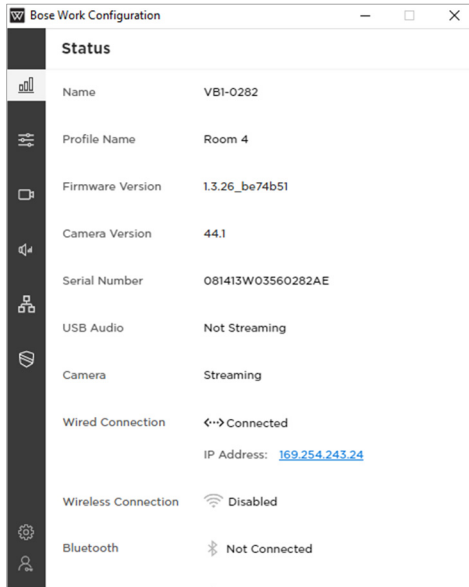 Bose Work Configuration
Status
Name VB1-0282
Profile Name Room 4
Firmware Version 1.3.26_be74b51
Camera Version 44.1
Serial Number 081413W03560282AE
USB Audio Not Streaming
Camera Streaming
Wired Connection Connected
IP Address: 169.254.243.24
Wireless Connection Disabled
Bluetooth Not Connected